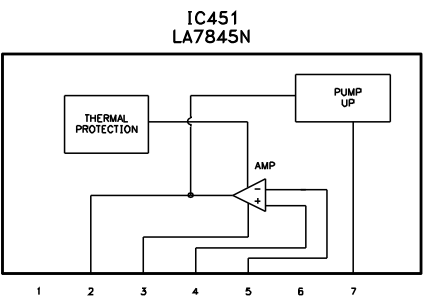 IC451
LA7845N
THERMAL
PROTECTION
PUMP
UP
AMP
-
+
1 2 3 4 5 6 7